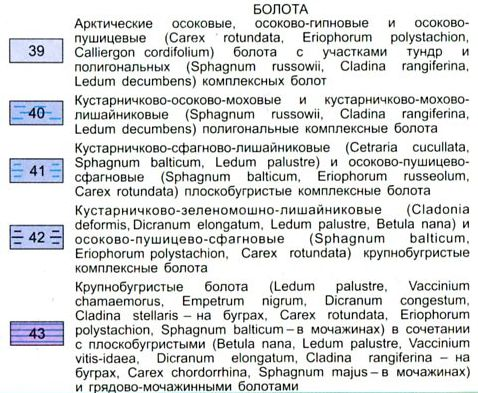 БОЛОТА
Арктические осоковые, осоково-гипновые и осоково-
пушицевые (Carex rotundata, Eriophorum polystachion,
Calliergon cordifolium) болота с участками тундр и
полигональных (Sphagnum russowii, Cladina rangiferina,
Ledum decumbens) комплексных болот
39
Кустарничково-осоково-моховые и кустарничково-мохово-
лишайниковые (Sphagnum russowii, Cladina rangiferina,
Ledum decumbens) полигональные комплексные болота
40
Кустарничково-сфагново-лишайниковые (Cetraria cucullata,
Sphagnum balticum, Ledum palustre) и осоково-пушицево-
сфагновые (Sphagnum balticum, Eriophorum russeolum,
Carex rotundata) плоскобугристые комплексные болота
41
Кустарничково-зеленомошно-лишайниковые (Cladonia
deformis, Dicranum elongatum, Ledum palustre, Betula nana) и
осоково-пушицево-сфагновые (Sphagnum balticum,
Eriophorum polystachion, Carex rotundata) крупнобугристые
комплексные болота
42
Крупнобугристые болота (Ledum palustre, Vaccinium
chamaemorus, Empetrum nigrum, Dicranum congestum,
Cladina stellaris – на буграх, Carex rotundata, Eriophorum
polystachion, Sphagnum balticum – в мочажинах) в сочетании
с плоскобугристыми (Betula nana, Ledum palustre, Vaccinium
vitis-idaea, Dicranum elongatum, Cladina rangiferina – на
буграх, Carex chordorrhina, Sphagnum majus – в мочажинах)
и грядово-мочажинными болотами
43